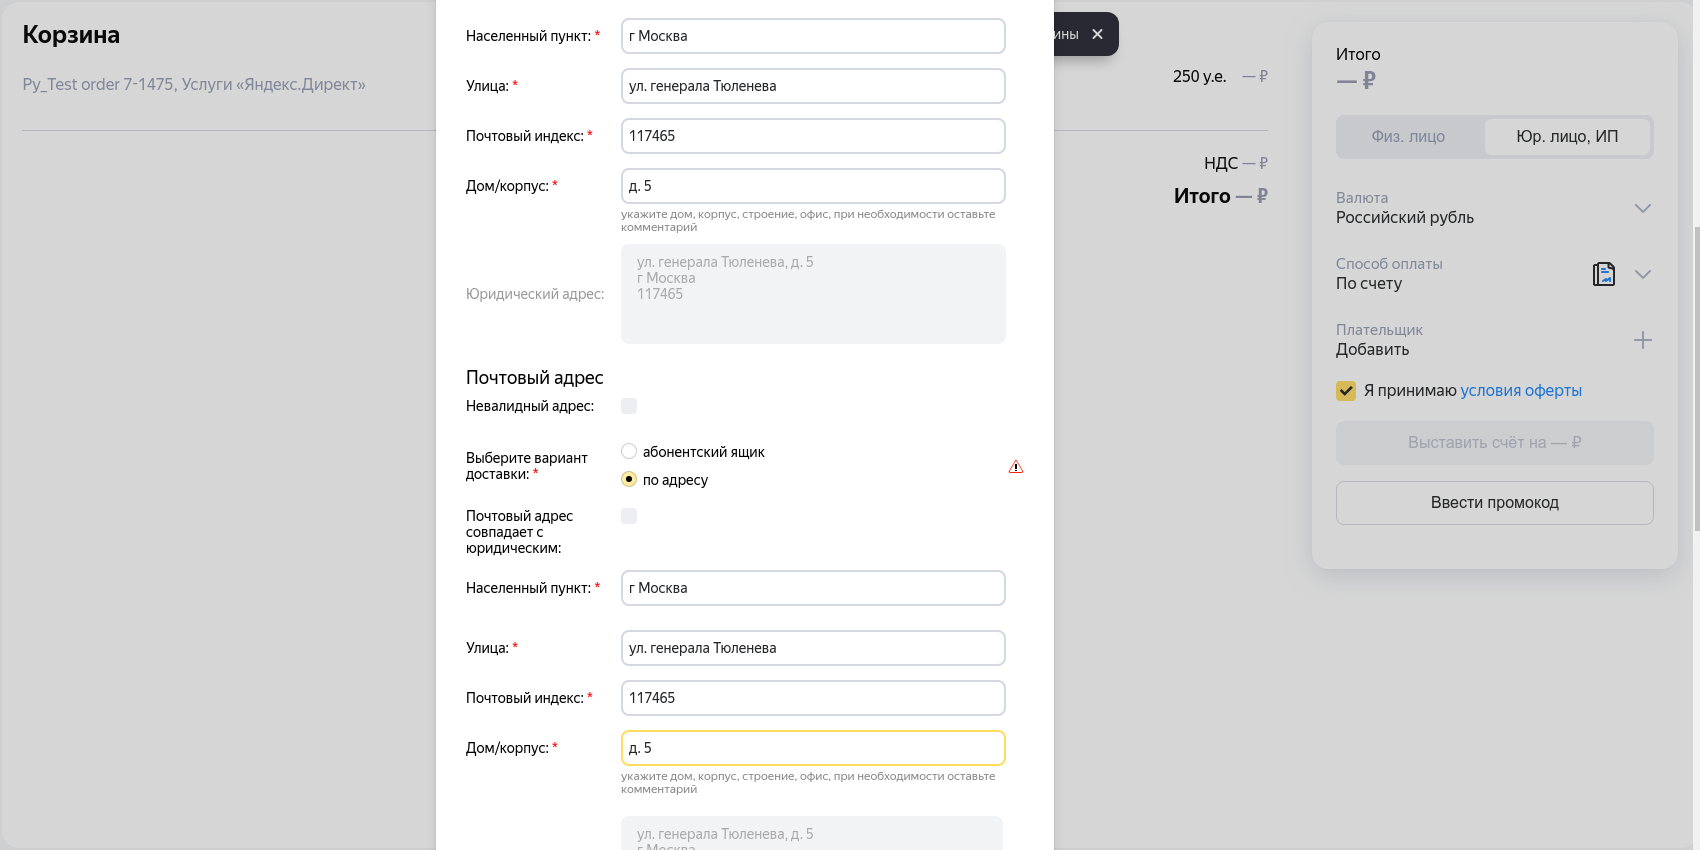 Корзина
Py_Test order 7-1475, Услуги «Яндекс.Директ»
Населенный пункт: *
г Москва
Улица: *
ул. генерала Тюленева
Почтовый индекс: *
117465
Дом/корпус: *
д. 5
укажите дом, корпус, строение, офис, при необходимости оставьте
комментарий
Юридический адрес:
ул. генерала Тюленева, д. 5
г Москва
117465
Почтовый адрес
Невалидный адрес:
Выберите вариант
доставки: *
абонентский ящик
по адресу
Почтовый адрес
совпадает с
юридическим:
Населенный пункт: *
г Москва
Улица: *
ул. генерала Тюленева
Почтовый индекс: *
117465
Дом/корпус: *
д. 5
укажите дом, корпус, строение, офис, при необходимости оставьте
комментарий
ул. генерала Тюленева, д. 5
г Москва
250 у.е. — ₽
НДС — ₽
Итого — ₽
Итого
— ₽
Физ. лицо
Юр. лицо, ИП
Валюта
Российский рубль
Способ оплаты
По счету
Плательщик
Добавить
Я принимаю условия оферты
Выставить счёт на — ₽
Ввести промокод